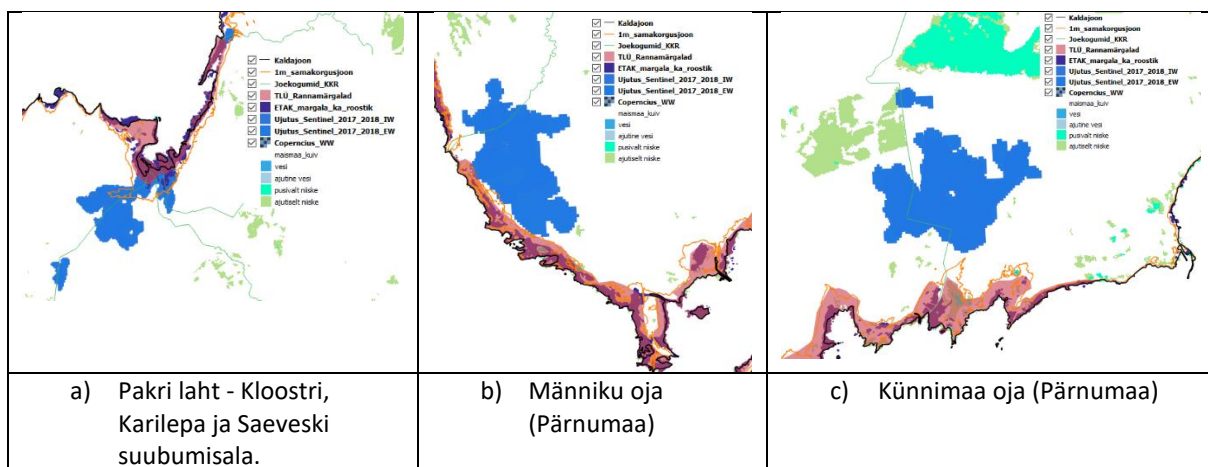 Kaldajoon
1m_samakorgusjoon
Joekogumid_KKR
TLÜ_Rannamärgalad
ETAK_margala_ka_roostik
Ujutus_Sentinel_2017_2018_IW
Ujutus_Sentinel_2017_2018_EW
Coperncius_WW
maismaa_kuiv
vesi
ajutine vesi
pusivalt niiske
ajutiselt niiske
Kaldajoon
1m_samakorgusjoon
Joekogumid_KKR
TLÜ_Rannamärgalad
ETAK_margala_ka_roostik
Ujutus_Sentinel_2017_2018_IW
Ujutus_Sentinel_2017_2018_EW
Coperncius_WW
maismaa_kuiv
vesi
ajutine vesi
pusivalt niiske
ajutiselt niiske
Kaldajoon
1m_samakorgusjoon
Joekogumid_KKR
TLÜ_Rannamärgalad
ETAK_margala_ka_roostik
Ujutus_Sentinel_2017_2018_IW
Ujutus_Sentinel_2017_2018_EW
Coperncius_WW
maismaa_kuiv
vesi
ajutine vesi
pusivalt niiske
ajutiselt niiske
a) Pakri laht - Kloostri,
Karilepa ja Saeveski
suubumisala.
b) Männiku oja
(Pärnumaa)
c) Künnimaa oja (Pärnumaa)